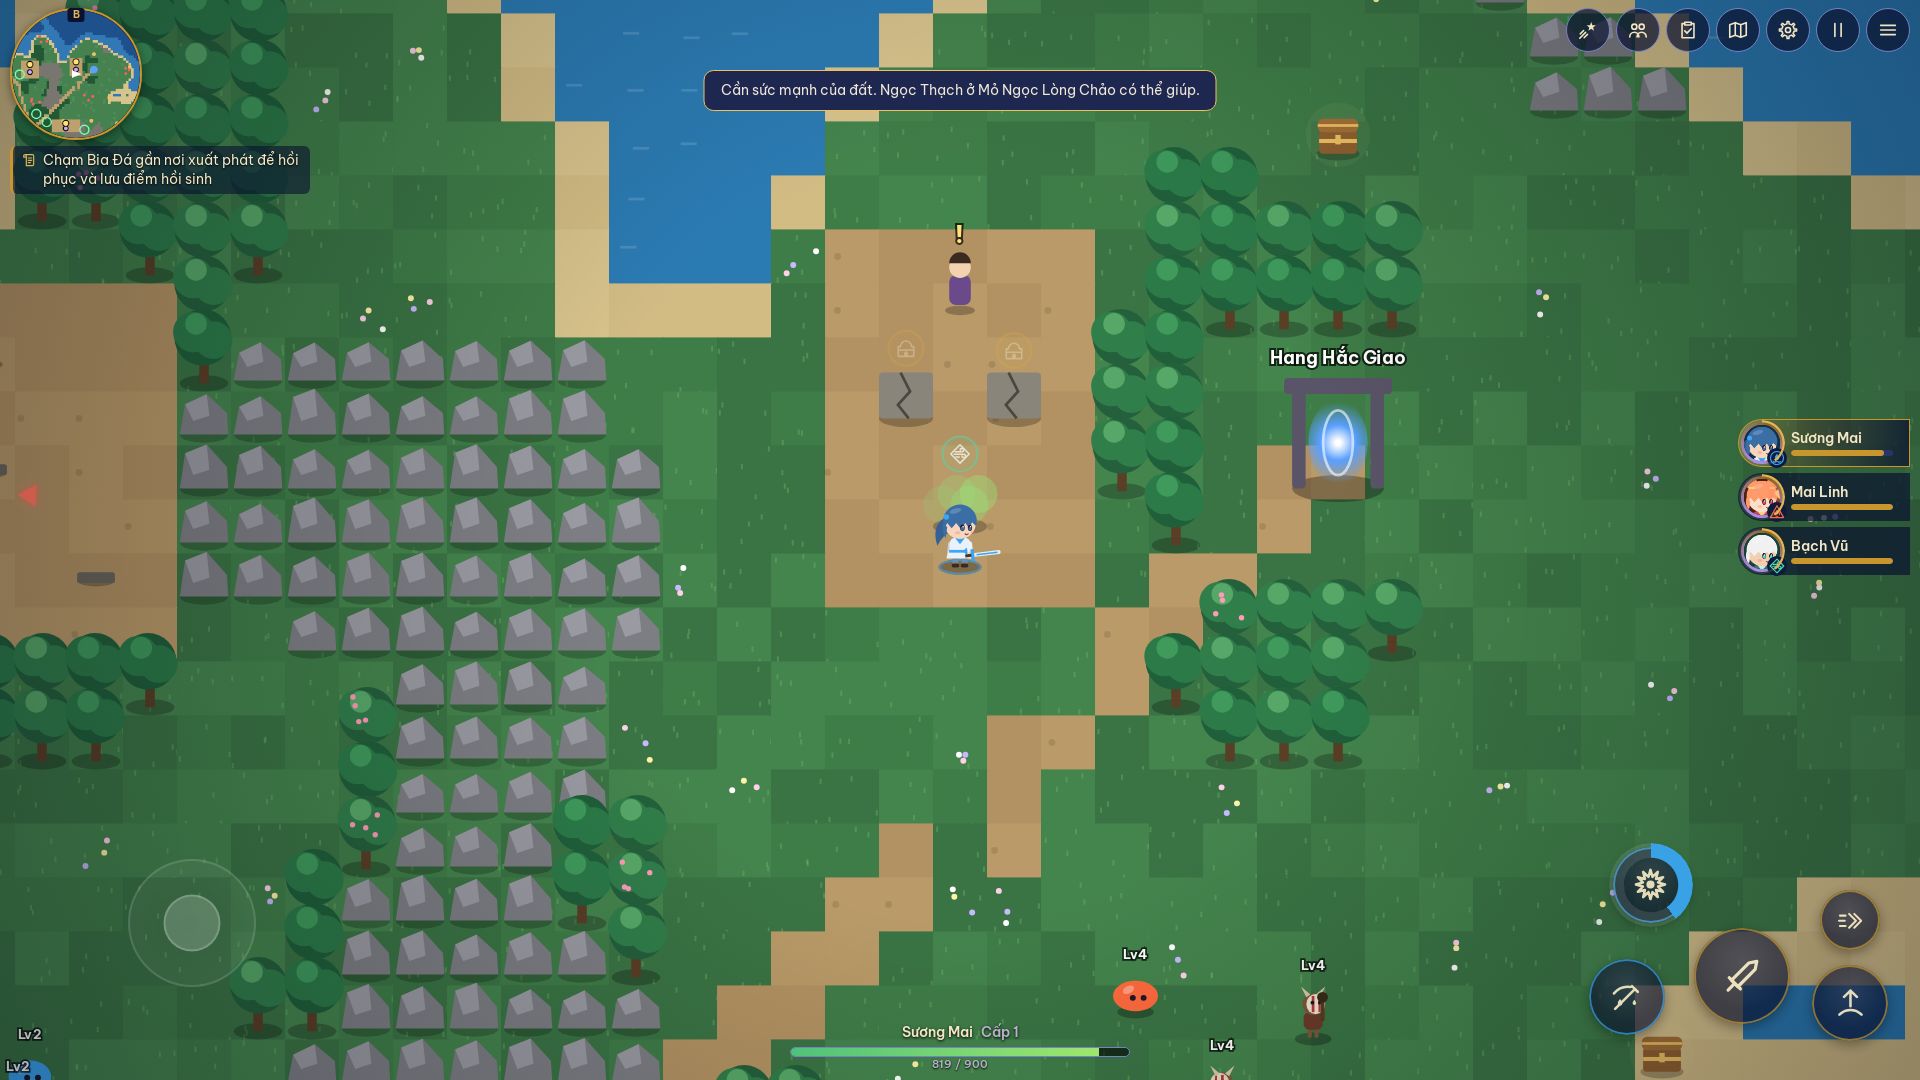 B
Cần sức mạnh của đất. Ngọc Thạch ở Mỏ Ngọc Lòng Chảo có thể giúp.
Chạm Bia Đá gần nơi xuất phát để hồi
phục và lưu điểm hồi sinh
!
Hang Hắc Giao
Sương Mai
Mai Linh
Bạch Vũ
Lv4
Lv4
Lv2
Sương Mai Cấp 1
Lv4
819 / 900
Lv2